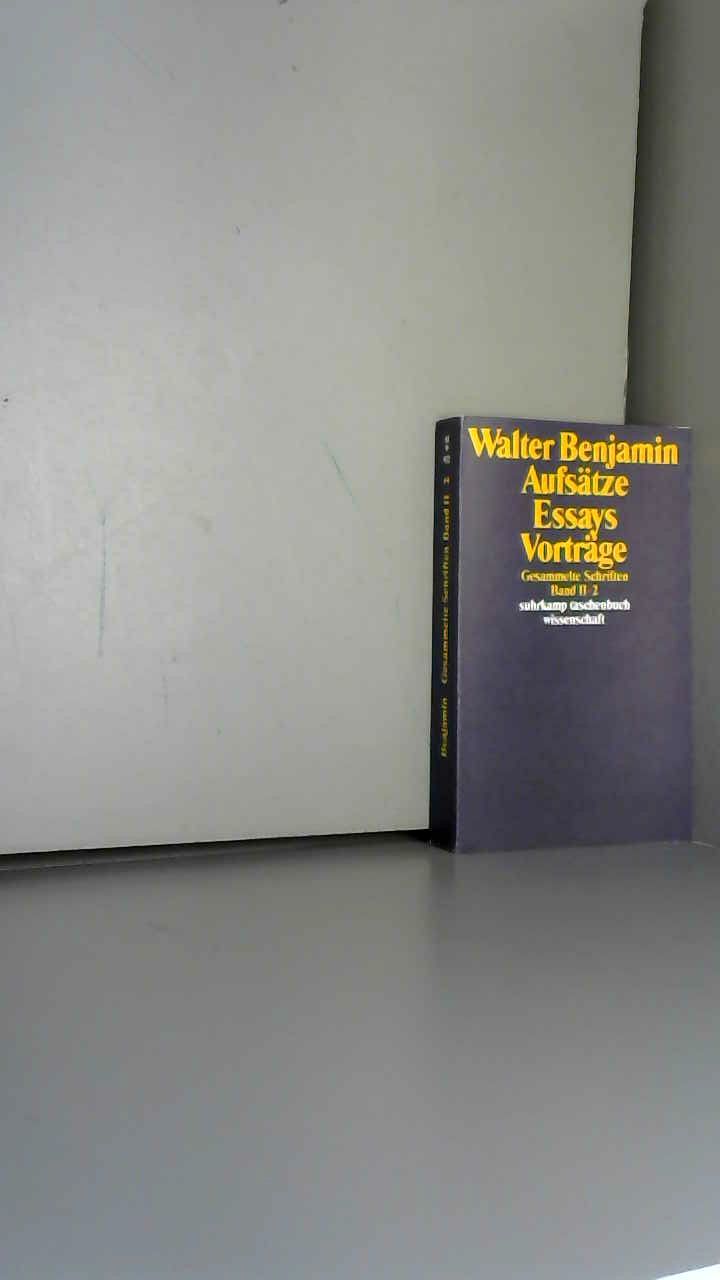 Walter Benjamin
Aufsätze
Essays
Vorträge
Gesammelte Schriften
Band II 2
suhrkamp taschenbuch
wissenschaft
Benjamin Gesammelte Schriften Band II 2